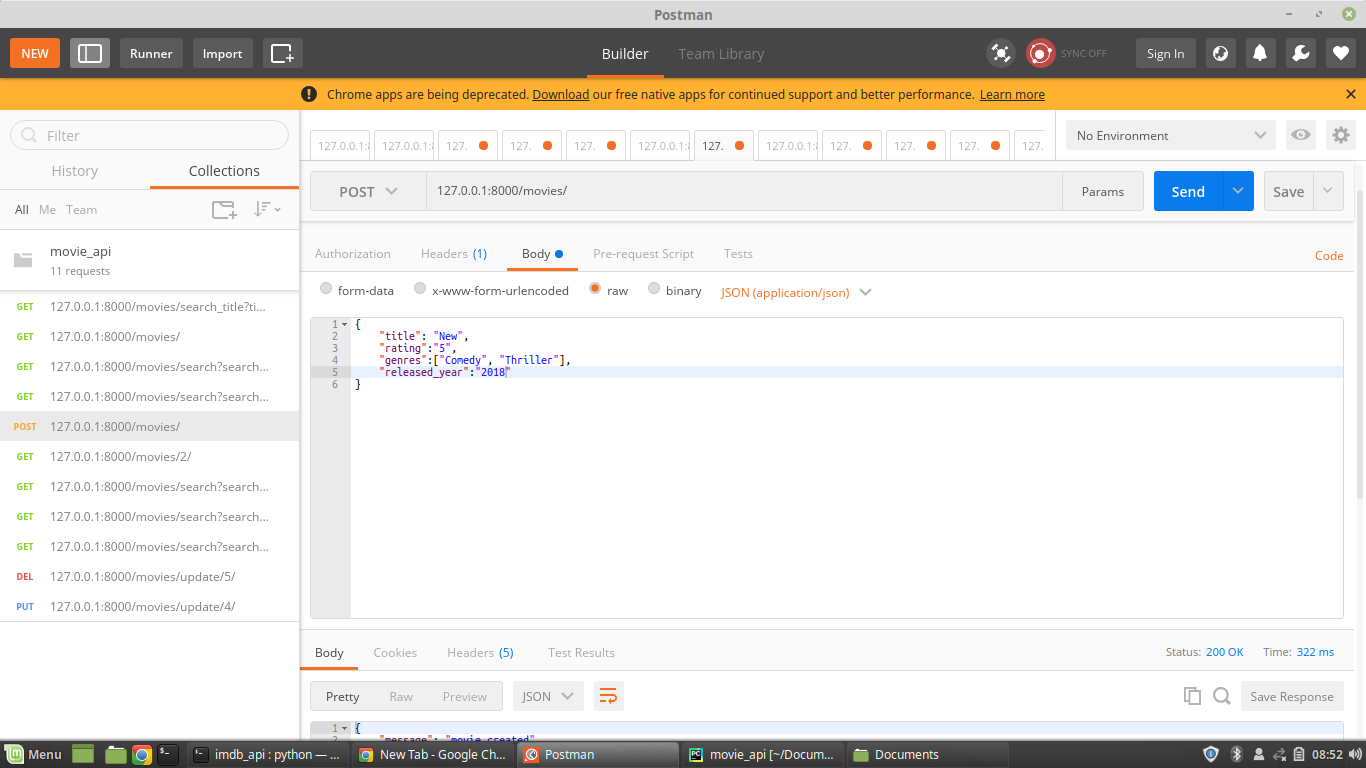 Postman
NEW
Runner
Import
Builder
Team Library
SYNC OFF
Sign In
Chrome apps are being deprecated. Download our free native apps for continued support and better performance. Learn more
Filter
History
Collections
All Me Team
movie_api
11 requests
GET 127.0.0.1:8000/movies/search_title?ti...
GET 127.0.0.1:8000/movies/
GET 127.0.0.1:8000/movies/search?search...
GET 127.0.0.1:8000/movies/search?search...
POST 127.0.0.1:8000/movies/
GET 127.0.0.1:8000/movies/2/
GET 127.0.0.1:8000/movies/search?search...
GET 127.0.0.1:8000/movies/search?search...
GET 127.0.0.1:8000/movies/search?search...
DEL 127.0.0.1:8000/movies/update/5/
PUT 127.0.0.1:8000/movies/update/4/
127.0.0.1:8 127.0.0.1:8 127. 127. 127. 127.0.0.1:8 127. 127.0.0.1:8 127. 127. 127. 127.
No Environment
POST
127.0.0.1:8000/movies/
Params
Send
Save
Authorization
Headers (1)
Body
Pre-request Script
Tests
Code
form-data
x-www-form-urlencoded
raw
binary
JSON (application/json)
1 {
2 "title": "New",
3 "rating":"5",
4 "genres":["Comedy", "Thriller"],
5 "released_year":"2018"
6 }
Body
Cookies
Headers (5)
Test Results
Status: 200 OK
Time: 322 ms
Pretty
Raw
Preview
JSON
Save Response
1 {
2 "message": "movie created"
Menu
imdb_api : python — ...
New Tab - Google Ch...
Postman
movie_api [~/Docum...
Documents
08:52